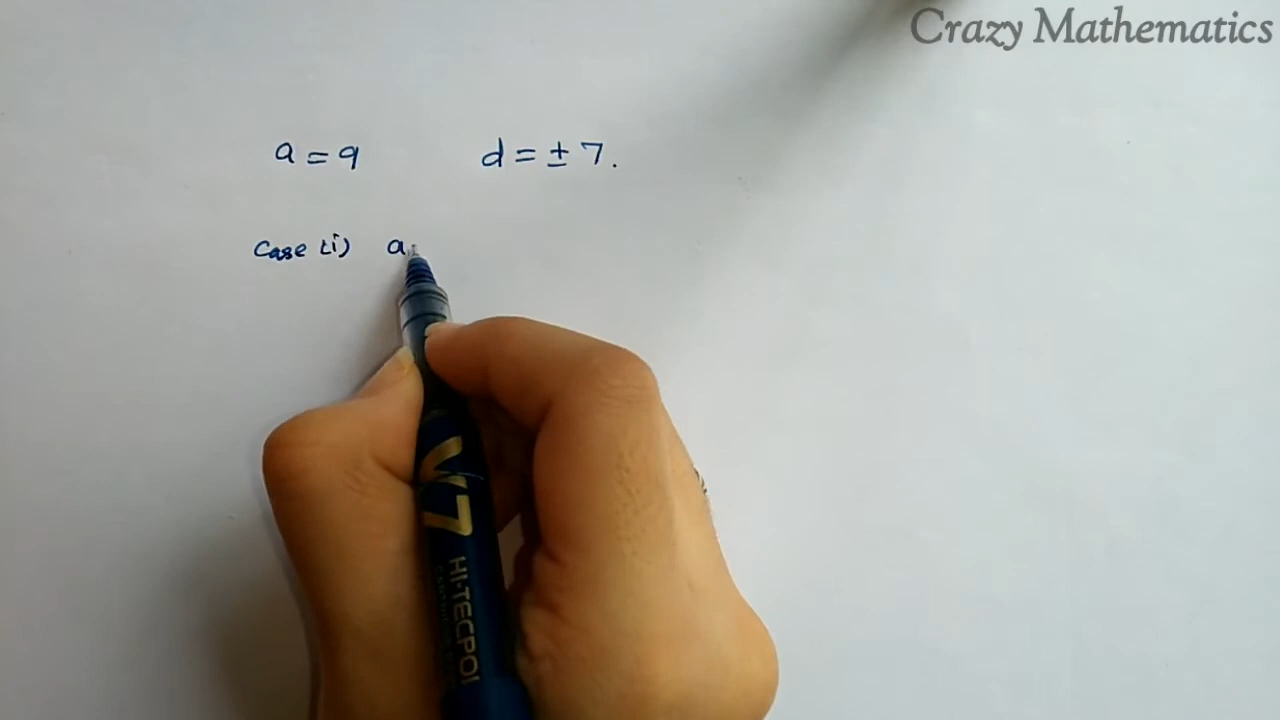 Crazy Mathematics
a = 9 d = ± 7.
Case (i) a
V7
HI-TECPOI